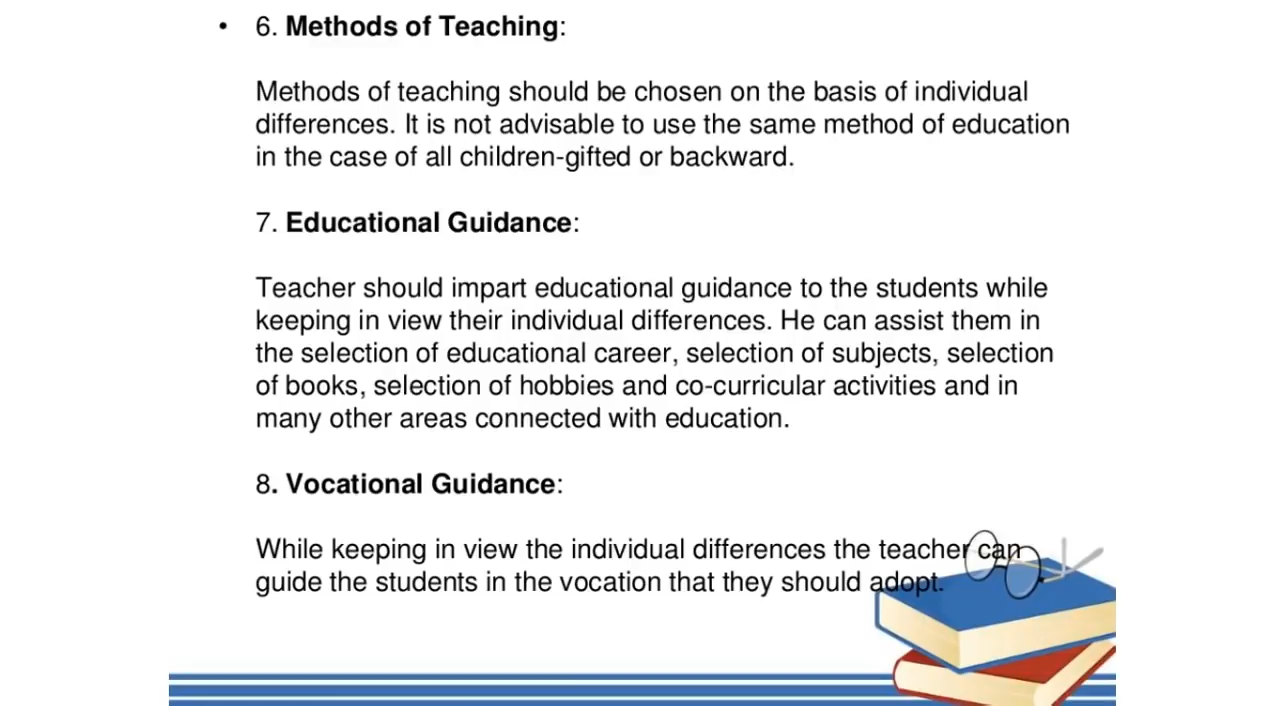 • 6. Methods of Teaching:
Methods of teaching should be chosen on the basis of individual
differences. It is not advisable to use the same method of education
in the case of all children-gifted or backward.
7. Educational Guidance:
Teacher should impart educational guidance to the students while
keeping in view their individual differences. He can assist them in
the selection of educational career, selection of subjects, selection
of books, selection of hobbies and co-curricular activities and in
many other areas connected with education.
8. Vocational Guidance:
While keeping in view the individual differences the teacher can
guide the students in the vocation that they should adopt.